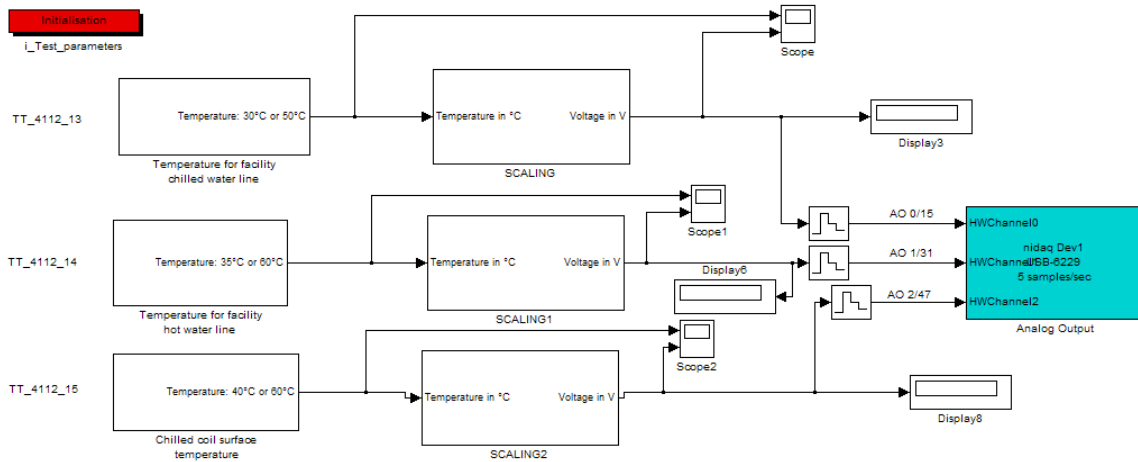 Initialisation
i_Test_parameters
Scope
TT_4112_13
Temperature: 30°C or 50°C
Temperature in °C
Voltage in V
Display3
Temperature for facility
chilled water line
SCALING
Scope1
AO 0/15
HWChannel0
TT_4112_14
Temperature: 35°C or 60°C
Temperature in °C
Voltage in V
Display6
AO 1/31
HWChannel1
nidaq Dev1
USB-6229
5 samples/sec
AO 2/47
HWChannel2
Analog Output
Temperature for facility
hot water line
SCALING1
Scope2
TT_4112_15
Temperature: 40°C or 60°C
Temperature in °C
Voltage in V
Display8
Chilled coil surface
temperature
SCALING2